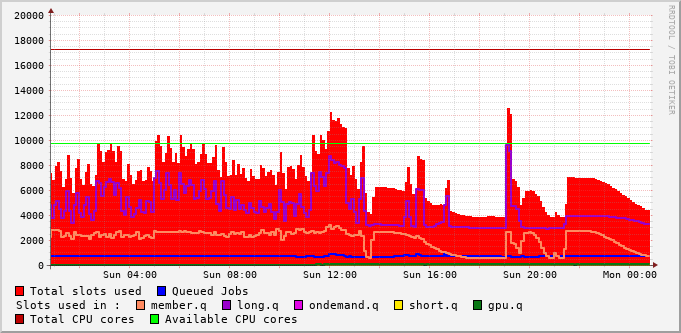 20000
18000
16000
14000
12000
10000
8000
6000
4000
2000
0
Sun 04:00 Sun 08:00 Sun 12:00 Sun 16:00 Sun 20:00 Mon 00:00
RRDTOOL / TOBI OETIKER
Total slots used Queued Jobs
Slots used in : member.q long.q ondemand.q short.q gpu.q
Total CPU cores Available CPU cores